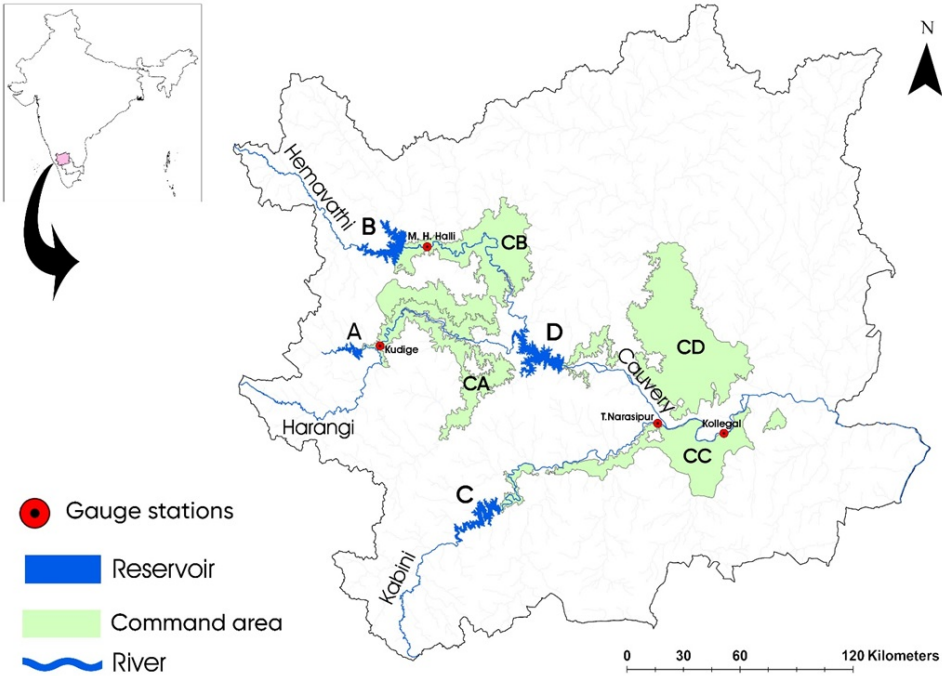 N
Hemavathi
B
M. H. Halli
CB
A
Kudige
D
CD
CA
Cauvery
Harangi
T.Narasipur
Kollegal
CC
C
Kabini
Gauge stations
Reservoir
Command area
River
0 30 60 120 Kilometers